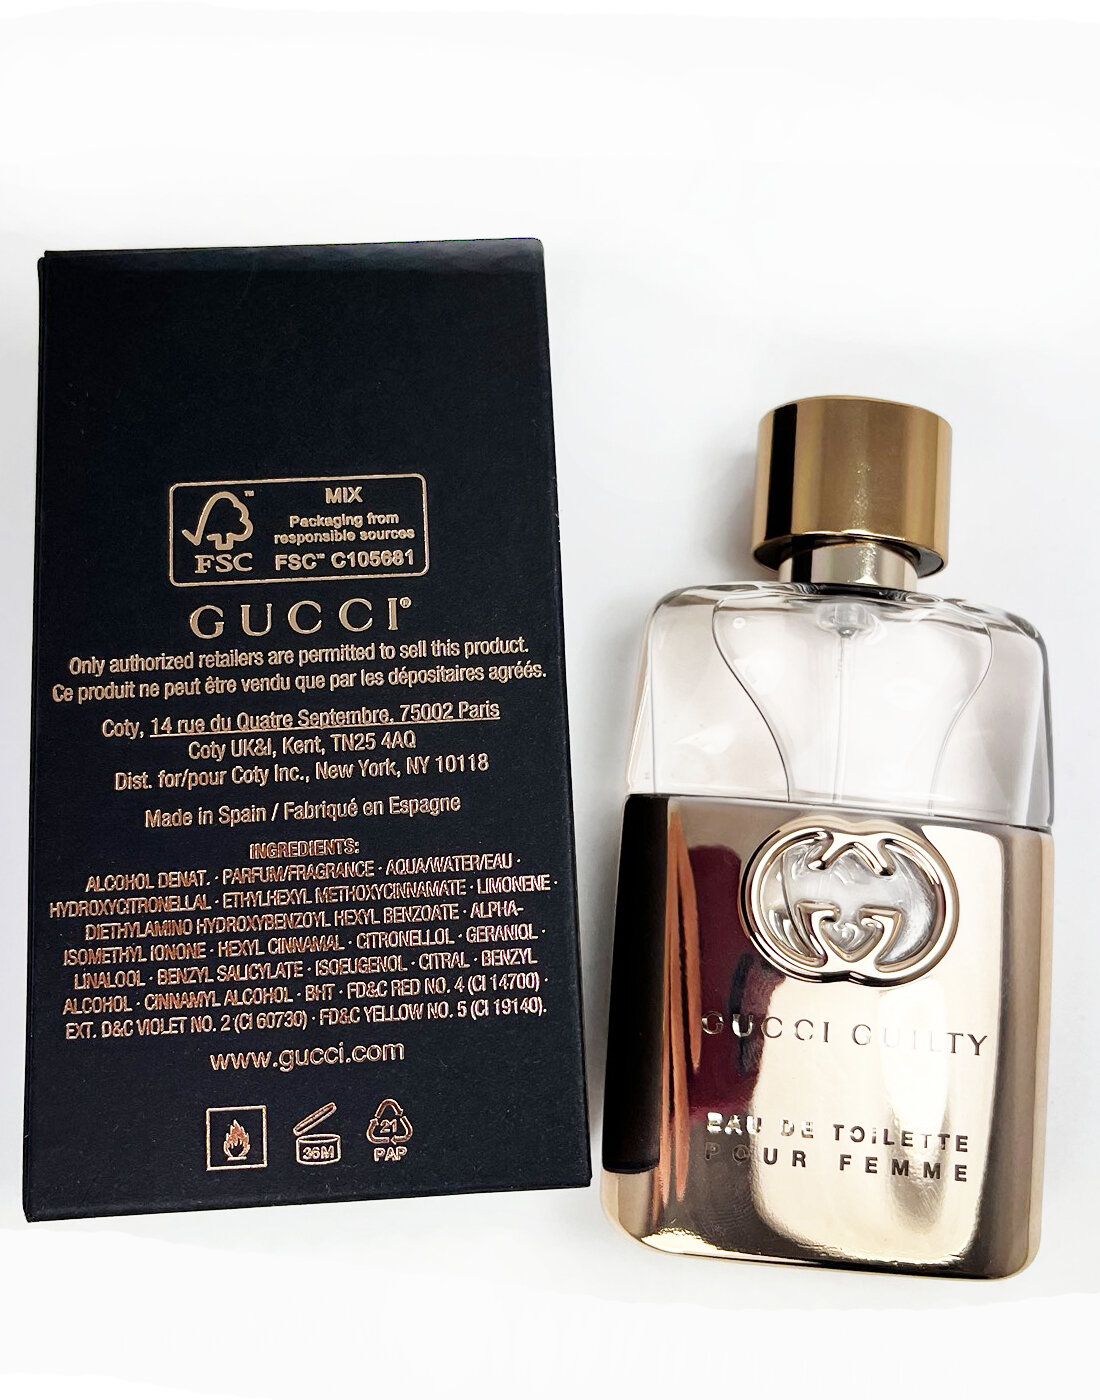 FSC™
MIX
Packaging from
responsible sources
FSC™ C105681
GUCCI®
Only authorized retailers are permitted to sell this product.
Ce produit ne peut être vendu que par les dépositaires agréés.
Coty, 14 rue du Quatre Septembre, 75002 Paris
Coty UK&I, Kent, TN25 4AQ
Dist. for/pour Coty Inc., New York, NY 10118
Made in Spain / Fabriqué en Espagne
INGREDIENTS:
ALCOHOL DENAT. · PARFUM/FRAGRANCE · AQUA/WATER/EAU ·
HYDROXYCITRONELLAL · ETHYLHEXYL METHOXYCINNAMATE · LIMONENE ·
DIETHYLAMINO HYDROXYBENZOYL HEXYL BENZOATE · ALPHA-
ISOMETHYL IONONE · HEXYL CINNAMAL · CITRONELLOL · GERANIOL ·
LINALOOL · BENZYL SALICYLATE · ISOEUGENOL · CITRAL · BENZYL
ALCOHOL · CINNAMYL ALCOHOL · BHT · FD&C RED NO. 4 (CI 14700) ·
EXT. D&C VIOLET NO. 2 (CI 60730) · FD&C YELLOW NO. 5 (CI 19140).
www.gucci.com
36M
21
PAP
GUCCI GUILTY
EAU DE TOILETTE
POUR FEMME